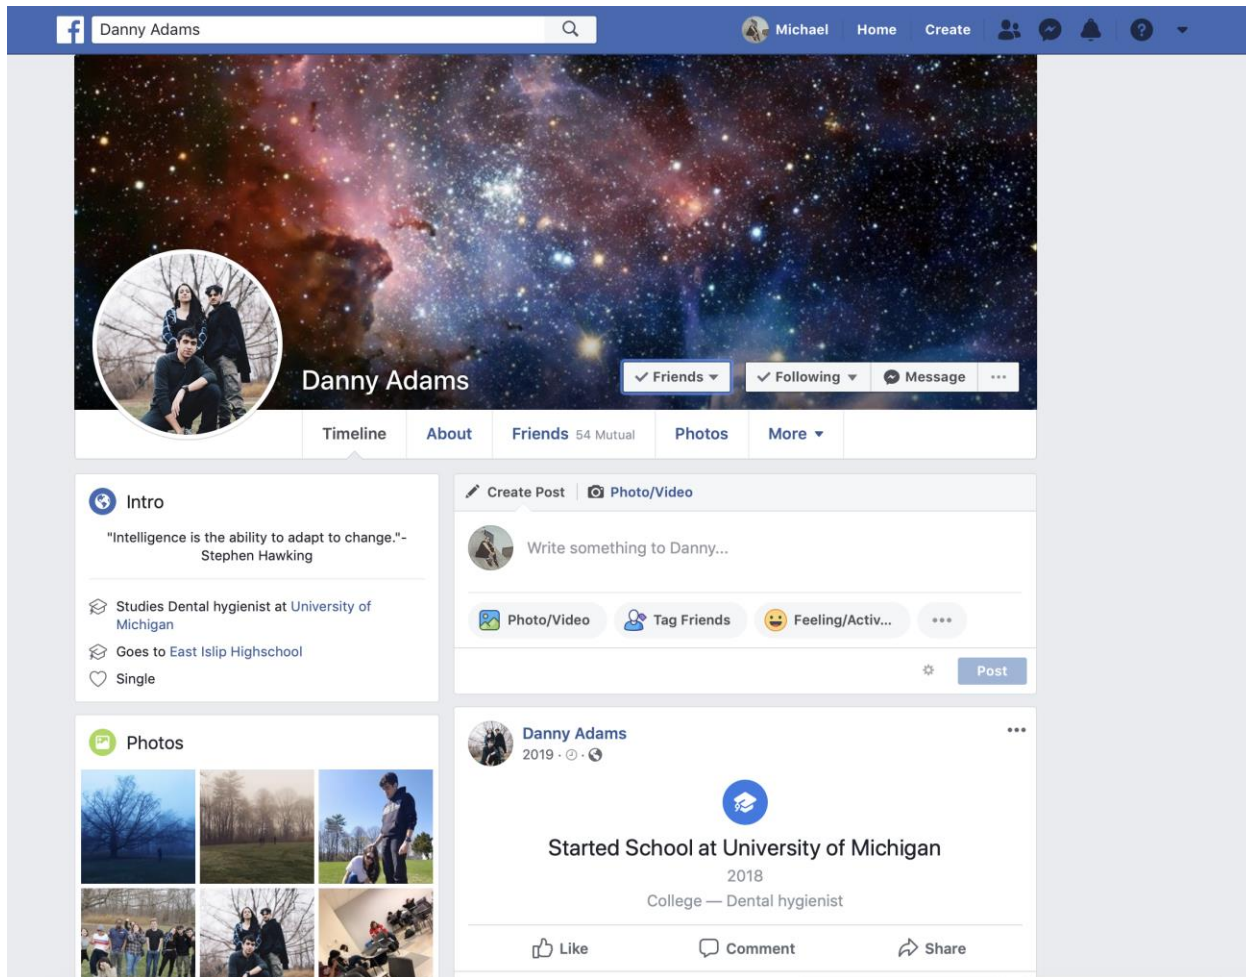 f Danny Adams Michael Home Create
Danny Adams
Friends Following Message ...
Timeline About Friends 54 Mutual Photos More
Intro
"Intelligence is the ability to adapt to change."-
Stephen Hawking
Studies Dental hygienist at University of
Michigan
Goes to East Islip Highschool
Single
Photos
Create Post Photo/Video
Write something to Danny...
Photo/Video Tag Friends Feeling/Activ... ...
Post
Danny Adams ...
2019 · ·
Started School at University of Michigan
2018
College — Dental hygienist
Like Comment Share